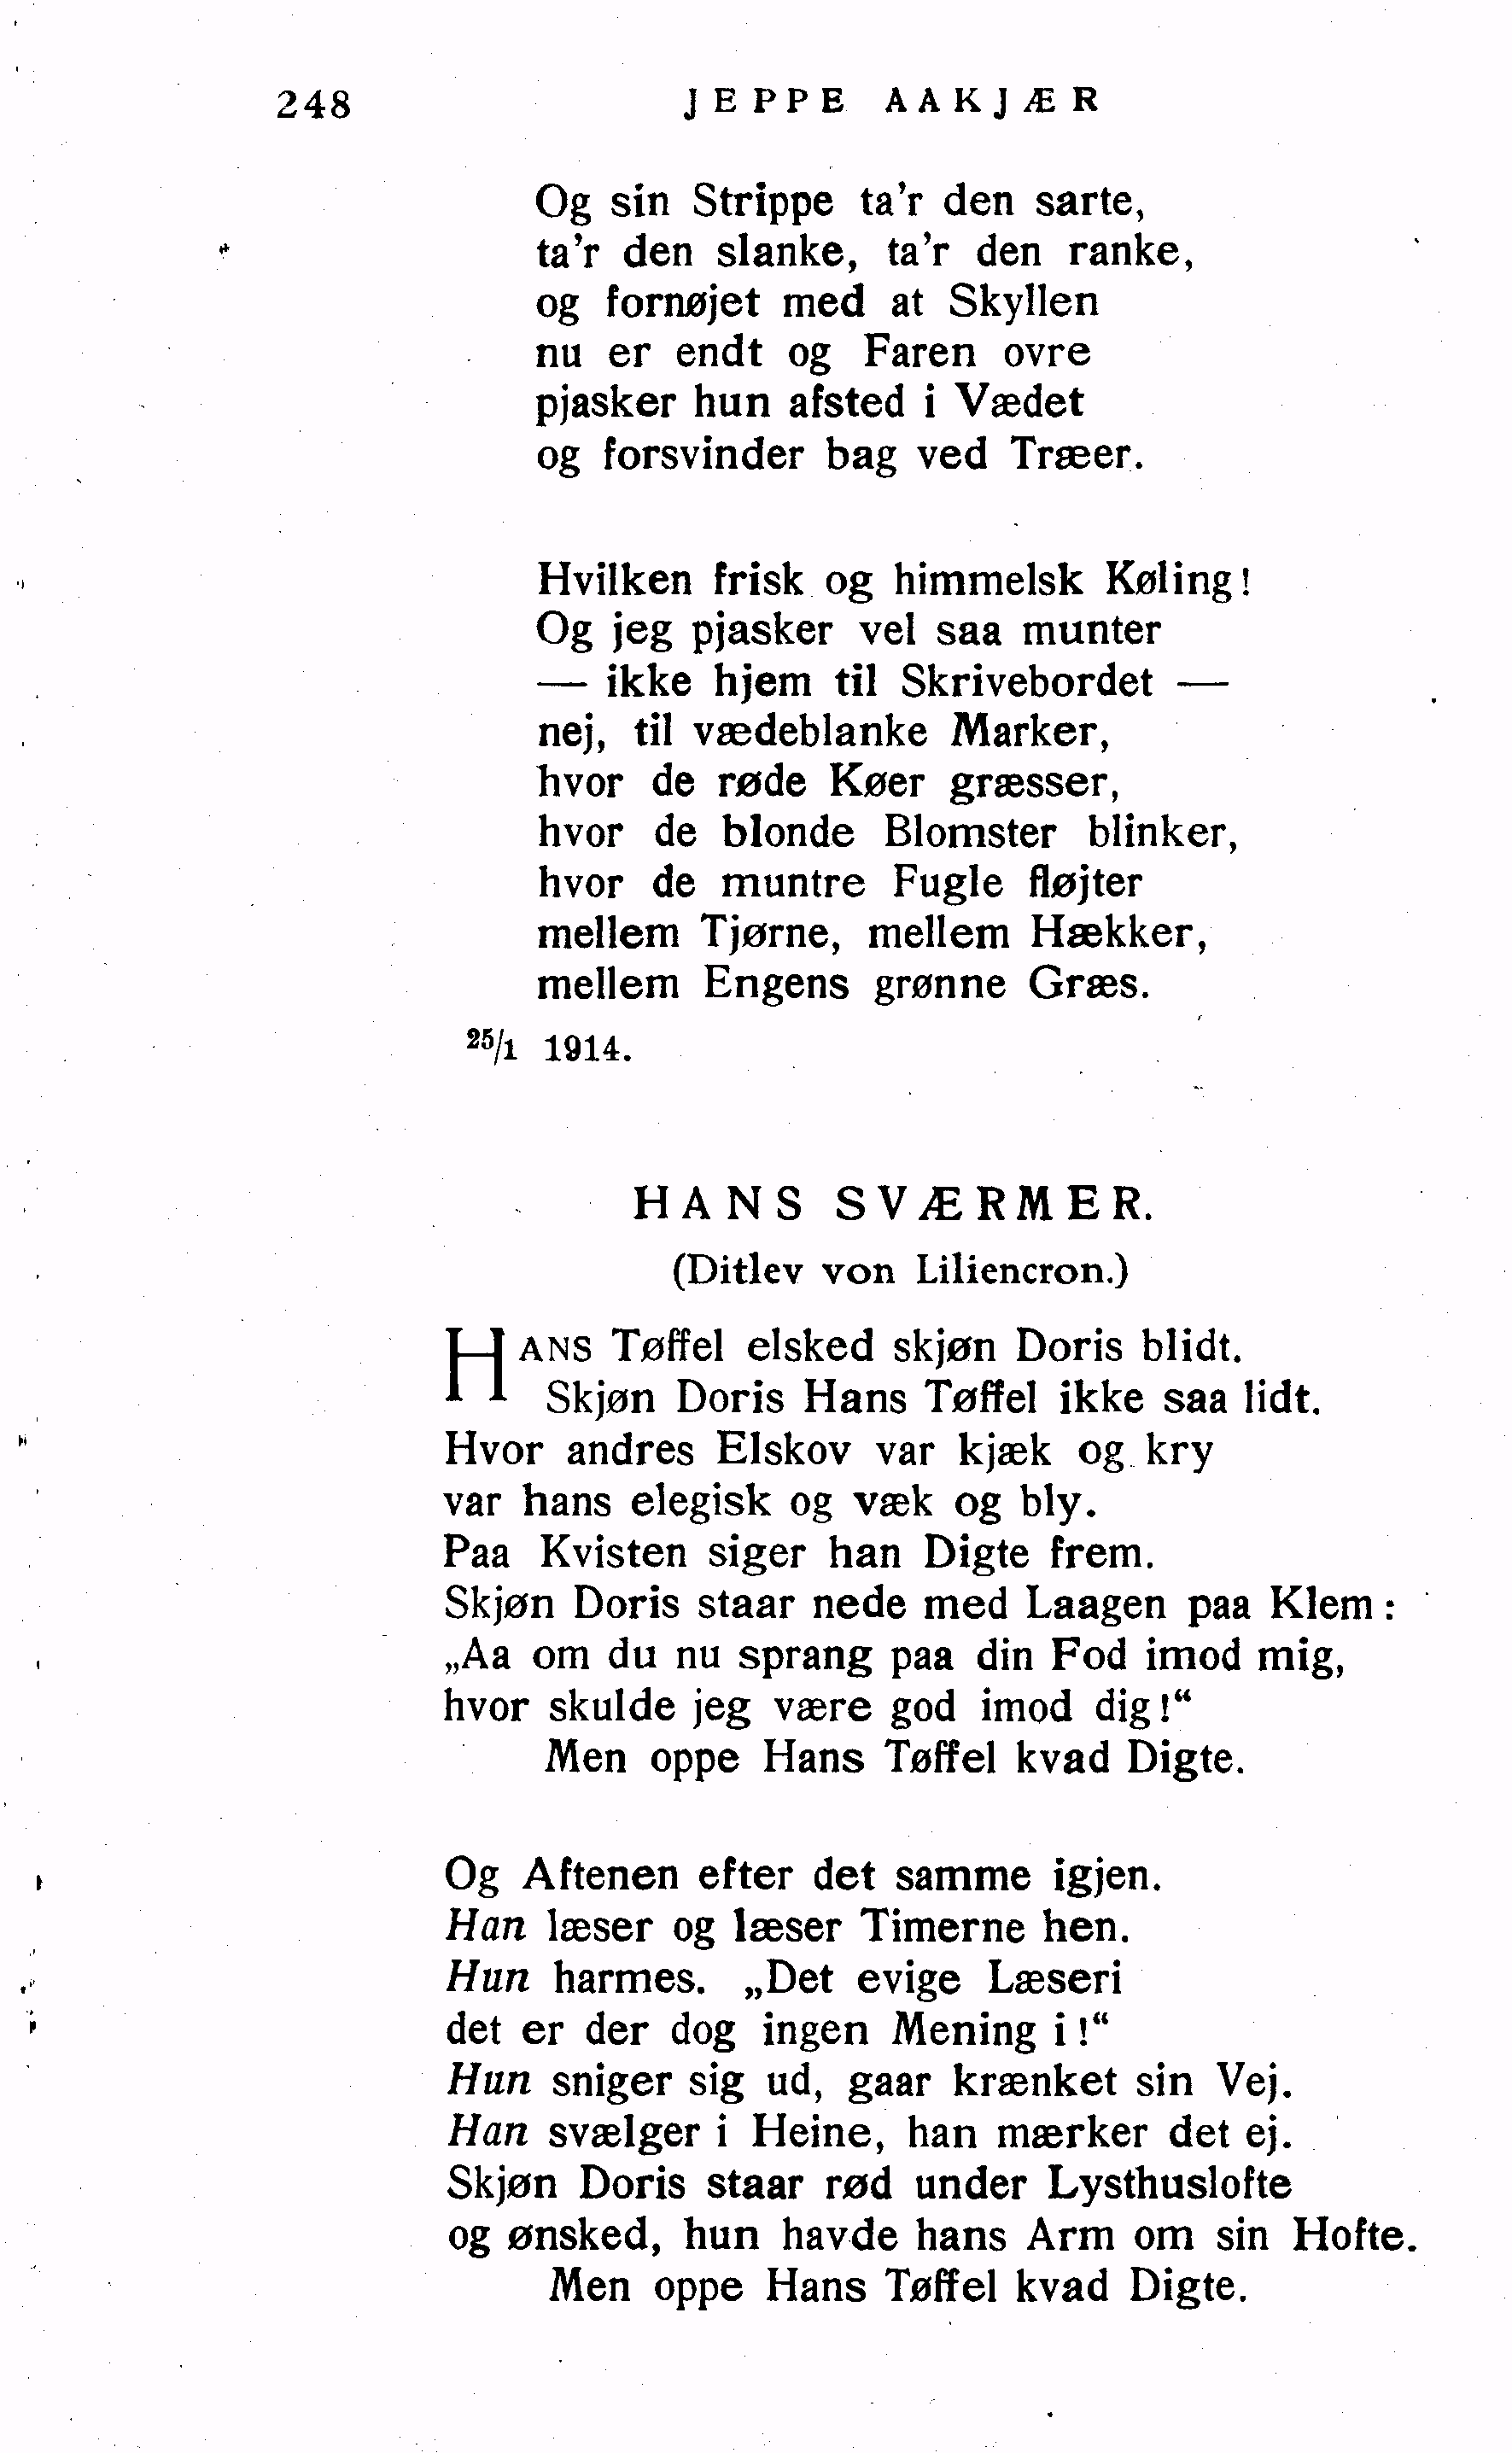 248 JEPPE AAKJÆR
Og sin Strippe ta'r den sarte,
ta'r den slanke, ta'r den ranke,
og fornøjet med at Skyllen
nu er endt og Faren ovre
pjasker hun afsted i Vædet
og forsvinder bag ved Træer.
Hvilken frisk og himmelsk Køling!
Og jeg pjasker vel saa munter
— ikke hjem til Skrivebordet —
nej, til vædeblanke Marker,
hvor de røde Køer græsser,
hvor de blonde Blomster blinker,
hvor de muntre Fugle fløjter
mellem Tjørne, mellem Hækker,
mellem Engens grønne Græs.
25/1 1914.
HANS SVÆRMER.
(Ditlev von Liliencron.)
HANS Tøffel elsked skjøn Doris blidt.
Skjøn Doris Hans Tøffel ikke saa lidt.
Hvor andres Elskov var kjæk og kry
var hans elegisk og væk og bly.
Paa Kvisten siger han Digte frem.
Skjøn Doris staar nede med Laagen paa Klem:
„Aa om du nu sprang paa din Fod imod mig,
hvor skulde jeg være god imod dig!“
Men oppe Hans Tøffel kvad Digte.
Og Aftenen efter det samme igjen.
Han læser og læser Timerne hen.
Hun harmes. „Det evige Læseri
det er der dog ingen Mening i!“
Hun sniger sig ud, gaar krænket sin Vej.
Han svælger i Heine, han mærker det ej.
Skjøn Doris staar rød under Lysthuslofte
og ønsked, hun havde hans Arm om sin Hofte.
Men oppe Hans Tøffel kvad Digte.